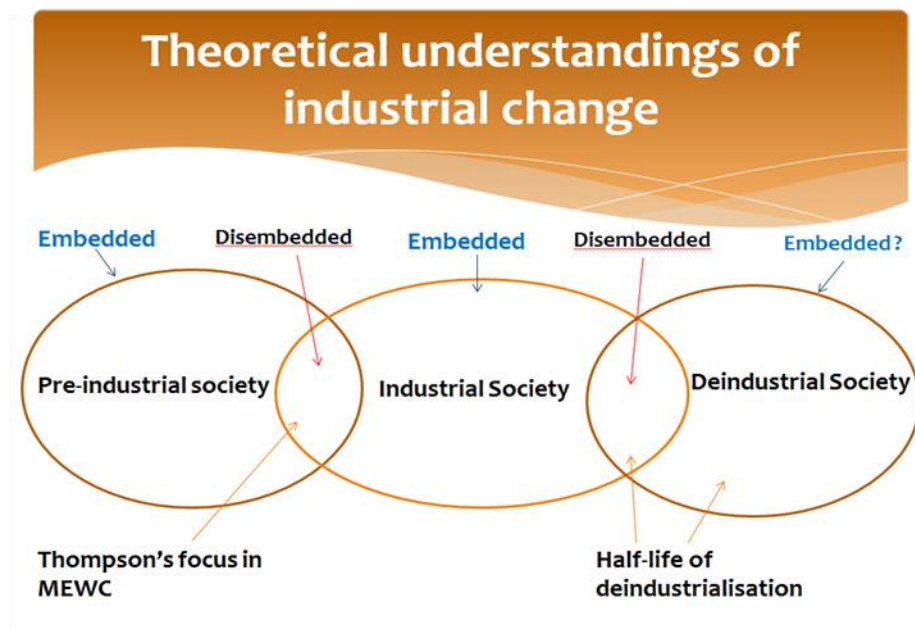 Theoretical understandings of
industrial change
Embedded
Disembedded
Embedded
Disembedded
Embedded ?
Pre-industrial society
Industrial Society
Deindustrial Society
Thompson's focus in
MEWC
Half-life of
deindustrialisation